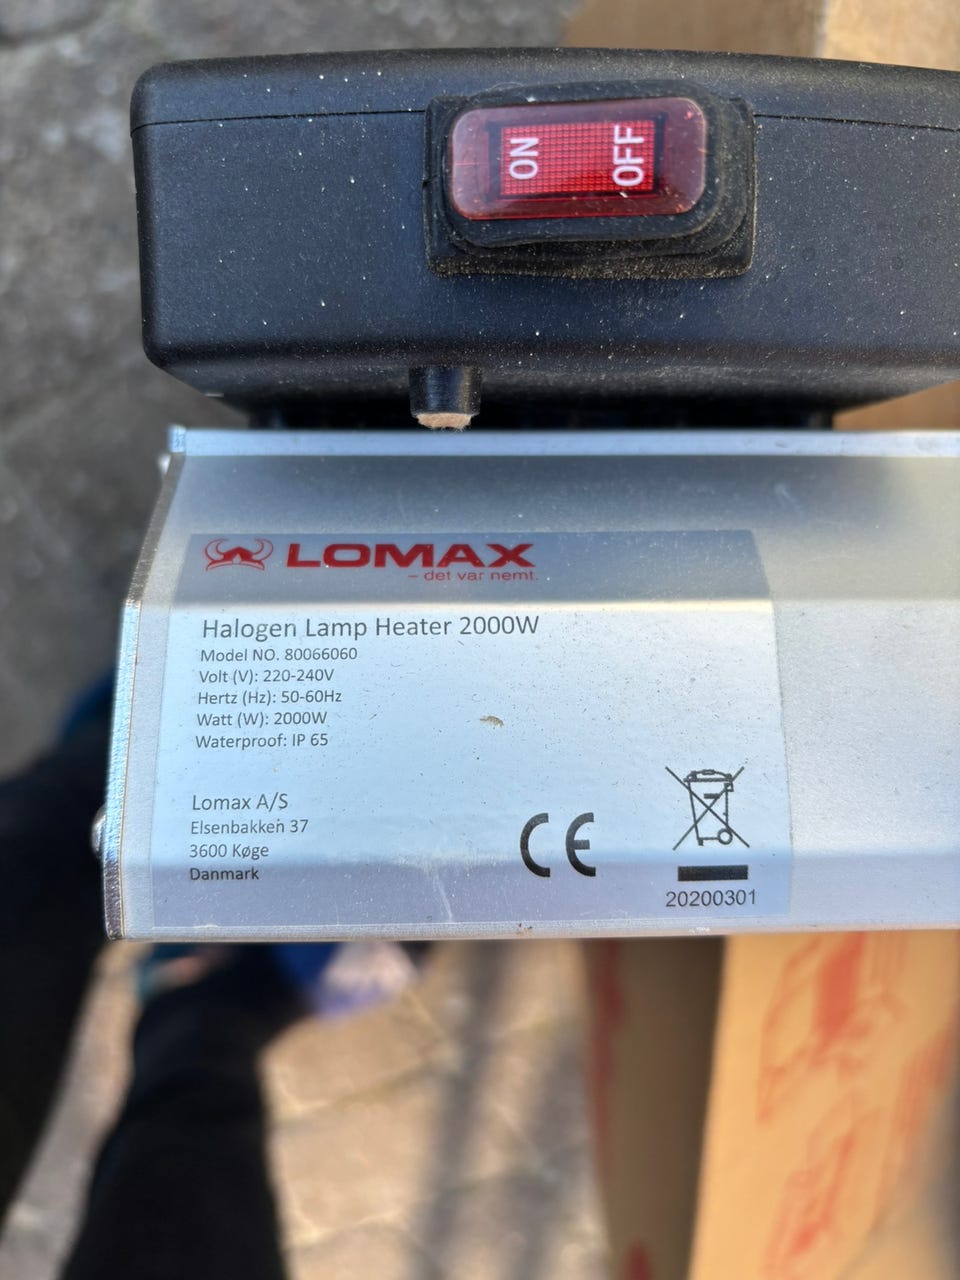 ON
OFF
LOMAX
– det var nemt.
Halogen Lamp Heater 2000W
Model NO. 80066060
Volt (V): 220-240V
Hertz (Hz): 50-60Hz
Watt (W): 2000W
Waterproof: IP 65
Lomax A/S
Elsenbakken 37
3600 Køge
Danmark
CE
20200301